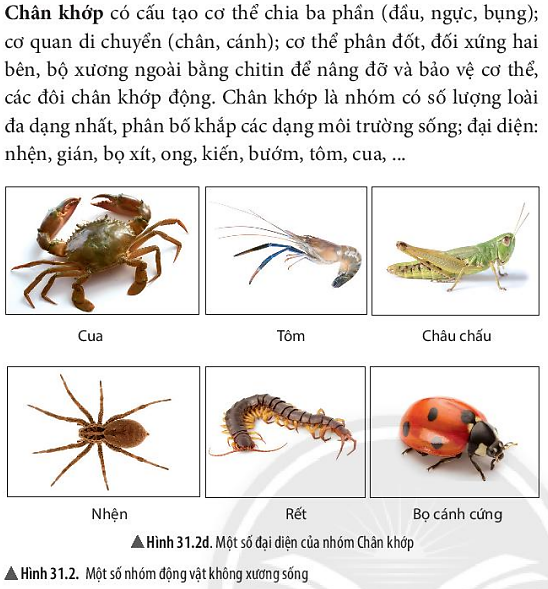 Chân khớp có cấu tạo cơ thể chia ba phần (đầu, ngực, bụng);
cơ quan di chuyển (chân, cánh); cơ thể phân đốt, đối xứng hai
bên, bộ xương ngoài bằng chitin để nâng đỡ và bảo vệ cơ thể,
các đôi chân khớp động. Chân khớp là nhóm có số lượng loài
đa dạng nhất, phân bố khắp các dạng môi trường sống; đại diện:
nhện, gián, bọ xít, ong, kiến, bướm, tôm, cua, ...
Cua
Tôm
Châu chấu
Nhện
Rết
Bọ cánh cứng
▲Hình 31.2d. Một số đại diện của nhóm Chân khớp
▲Hình 31.2. Một số nhóm động vật không xương sống